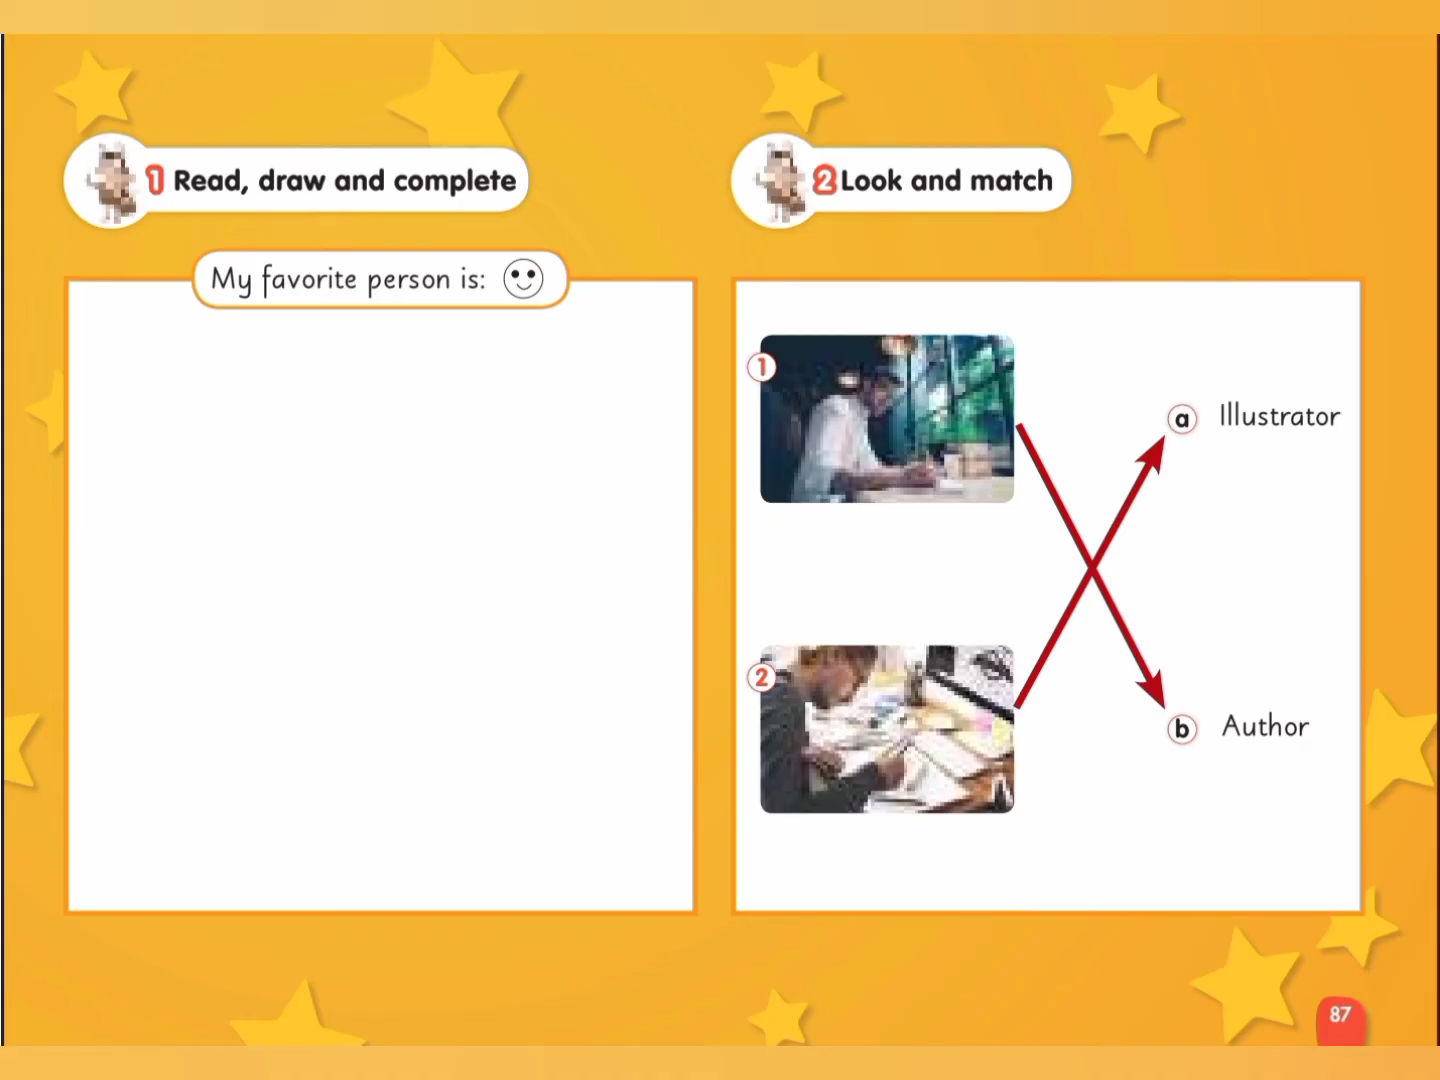 1 Read, draw and complete
My favorite person is:
2 Look and match
1
a Illustrator
2
b Author
87